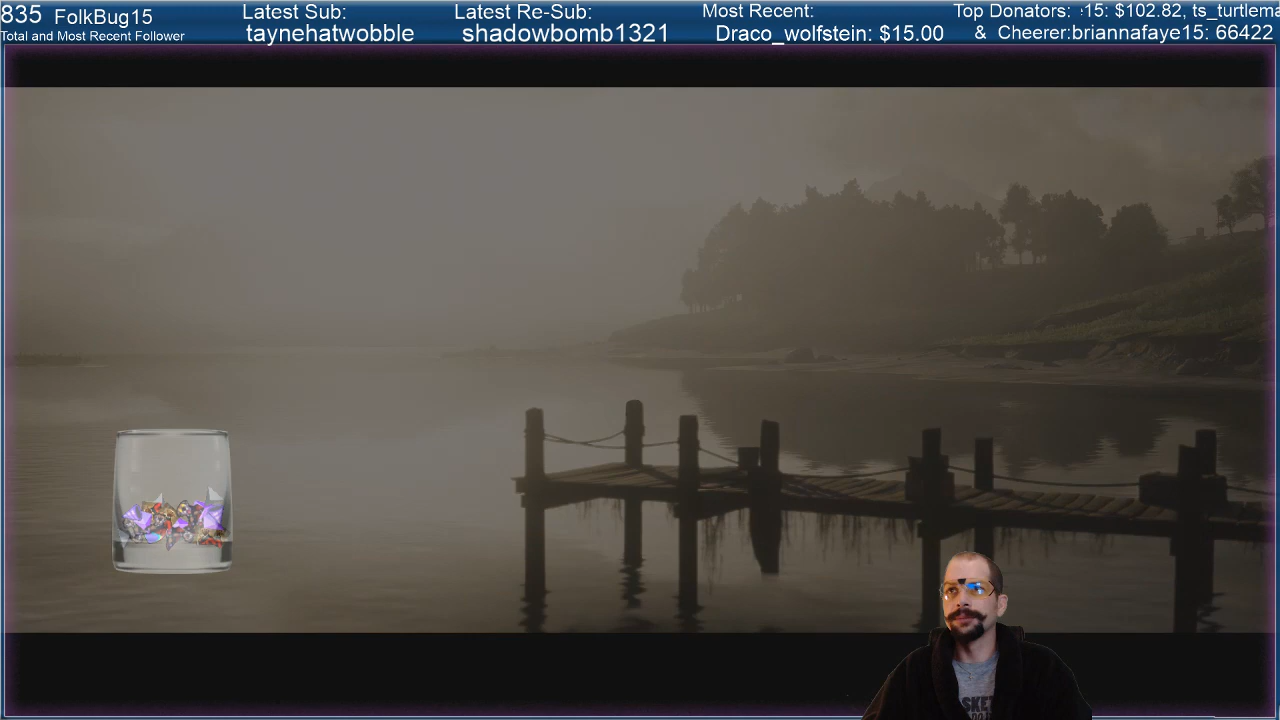 835 FolkBug15
Total and Most Recent Follower
Latest Sub:
taynehatwobble
Latest Re-Sub:
shadowbomb1321
Most Recent:
Draco_wolfstein: $15.00
Top Donators: :15: $102.82, ts_turtlema
& Cheerer:briannafaye15: 66422